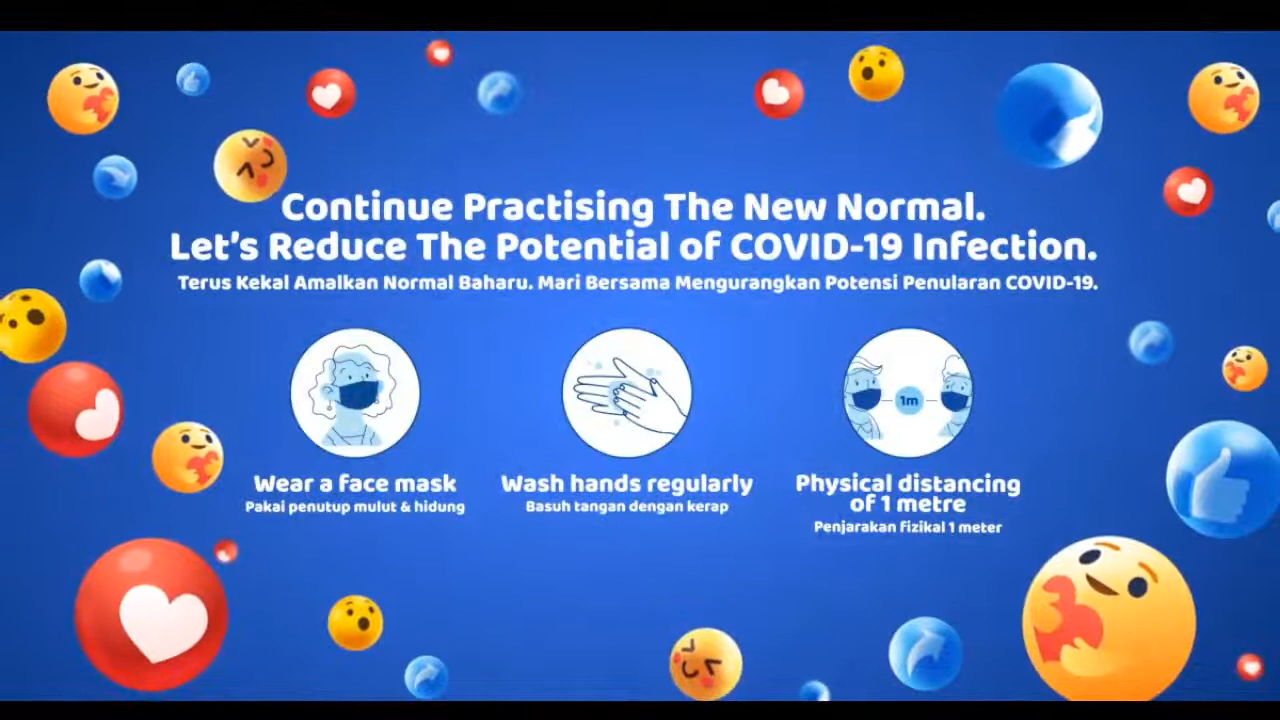 Continue Practising The New Normal.
Let's Reduce The Potential of COVID-19 Infection.
Terus Kekal Amalkan Normal Baharu. Mari Bersama Mengurangkan Potensi Penularan COVID-19.
1m
Wear a face mask
Pakai penutup mulut & hidung
Wash hands regularly
Basuh tangan dengan kerap
Physical distancing
of 1 metre
Penjarakan fizikal 1 meter